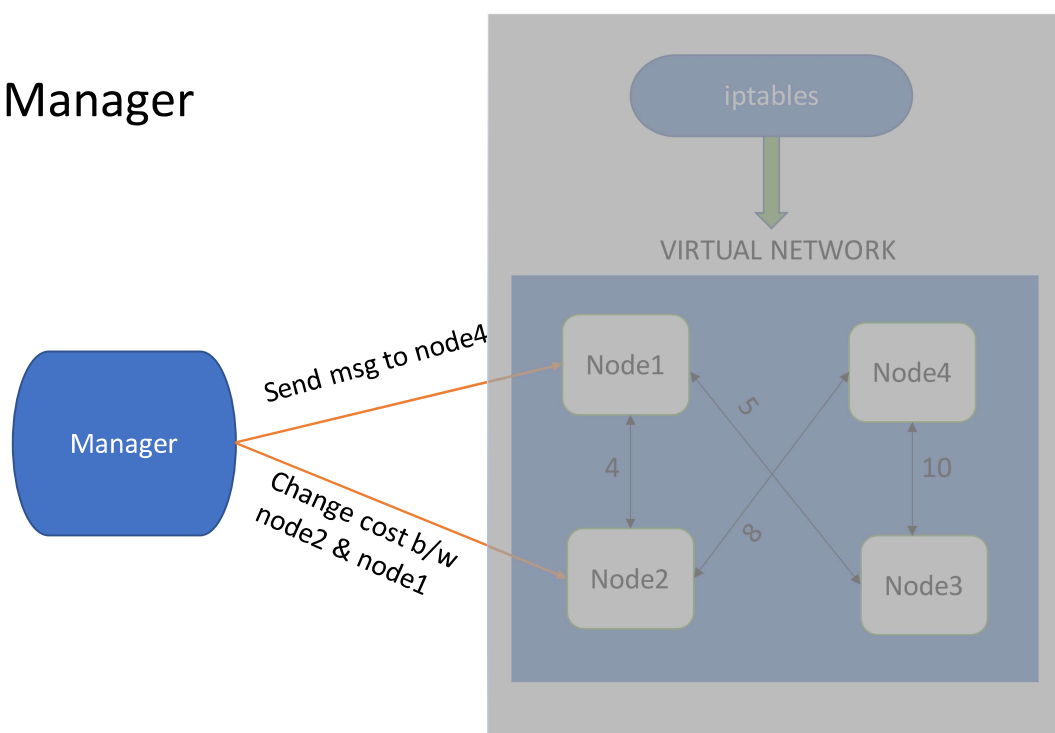 Manager
iptables
VIRTUAL NETWORK
Send msg to node4
Node1
Node4
5
Manager
4
10
Change cost b/w
node2 & node1
8
Node2
Node3